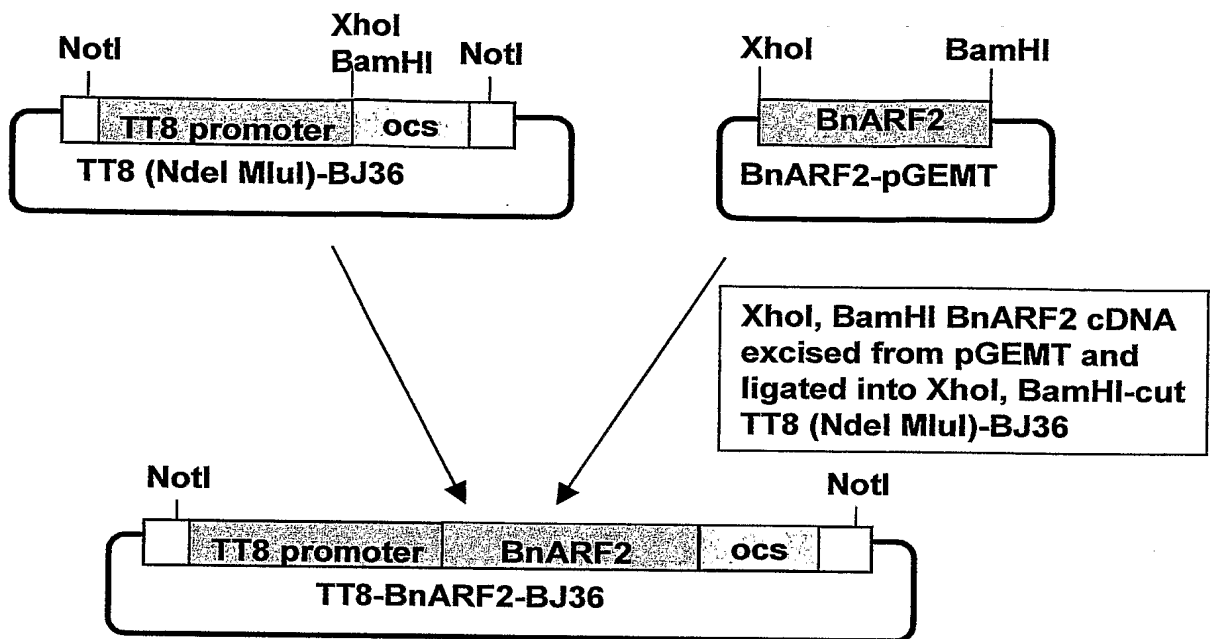 NotI
XhoI
BamHI
NotI
TT8 promoter
ocs
TT8 (NdeI MluI)-BJ36
XhoI
BamHI
BnARF2
BnARF2-pGEMT
XhoI, BamHI BnARF2 cDNA
excised from pGEMT and
ligated into XhoI, BamHI-cut
TT8 (NdeI MluI)-BJ36
NotI
NotI
TT8 promoter
BnARF2
ocs
TT8-BnARF2-BJ36